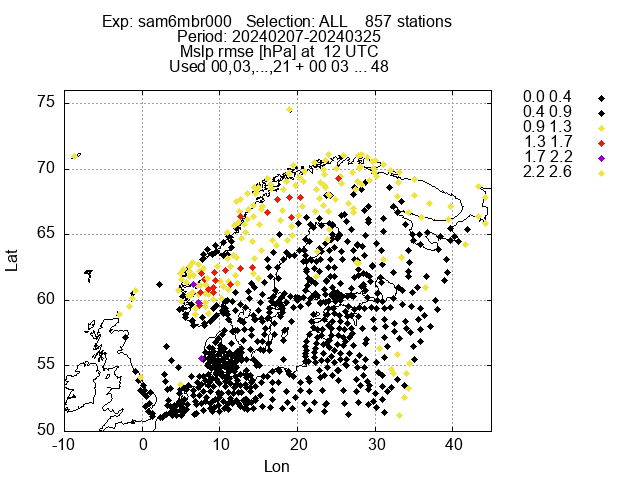 Exp: sam6mbr000   Selection: ALL    857 stations
Period: 20240207-20240325
Mslp rmse [hPa] at  12 UTC
Used 00,03,...,21 + 00 03 ... 48
0.0 0.4
0.4 0.9
0.9 1.3
1.3 1.7
1.7 2.2
2.2 2.6
75
70
65
60
55
50
Lat
-10 0 10 20 30 40
Lon